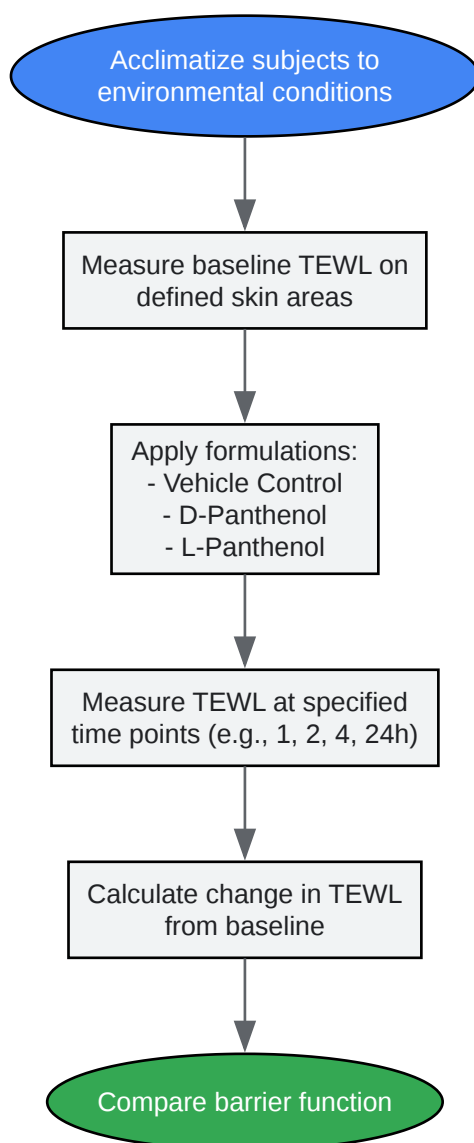 Acclimatize subjects to
environmental conditions
Measure baseline TEWL on
defined skin areas
Apply formulations:
- Vehicle Control
- D-Panthenol
- L-Panthenol
Measure TEWL at specified
time points (e.g., 1, 2, 4, 24h)
Calculate change in TEWL
from baseline
Compare barrier function